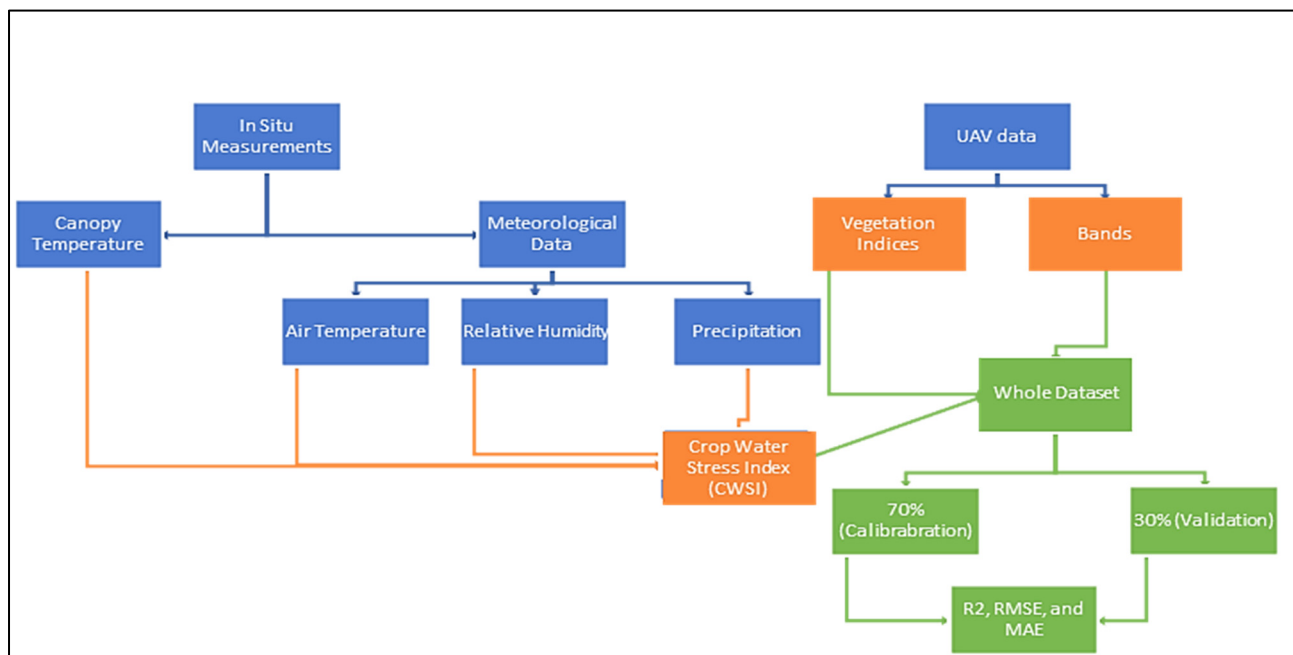 In Situ
Measurements
UAV data
Canopy
Temperature
Meteorological
Data
Vegetation
Indices
Bands
Air Temperature
Relative Humidity
Precipitation
Whole Dataset
Crop Water
Stress Index
(CWSI)
70%
(Calibrabration)
30% (Validation)
R2, RMSE, and
MAE